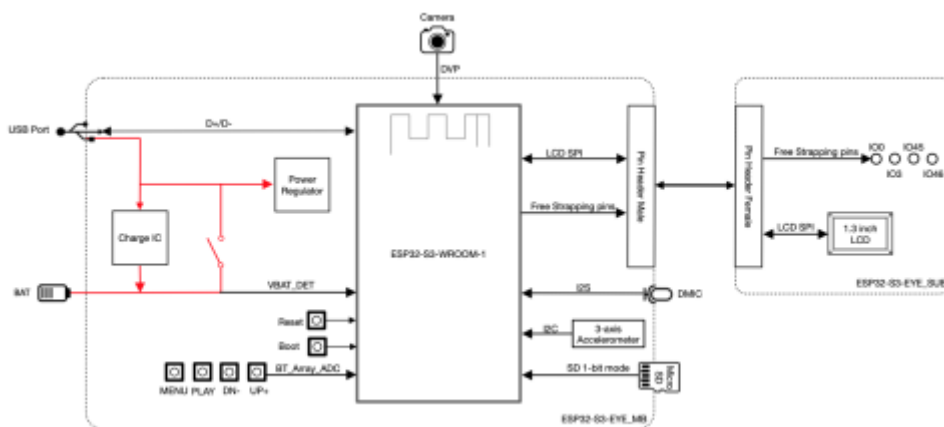 Camera
DVP
USB Port
D+/D-
Power
Regulator
Charge IC
BAT
VBAT_DET
Reset
Boot
BT_Array_ADC
MENU
PLAY
DN-
UP+
ESP32-S3-WROOM-1
LCD SPI
Free Strapping pins
Pin Header Male
I2S
DMIC
I2C
3-axis
Accelerometer
SD 1-bit mode
Micro
SD
ESP32-S3-EYE_MB
Pin Header Female
Free Strapping pins
IO0
IO45
IO3
IO46
LCD SPI
1.3 inch
LCD
ESP32-S3-EYE_SUB